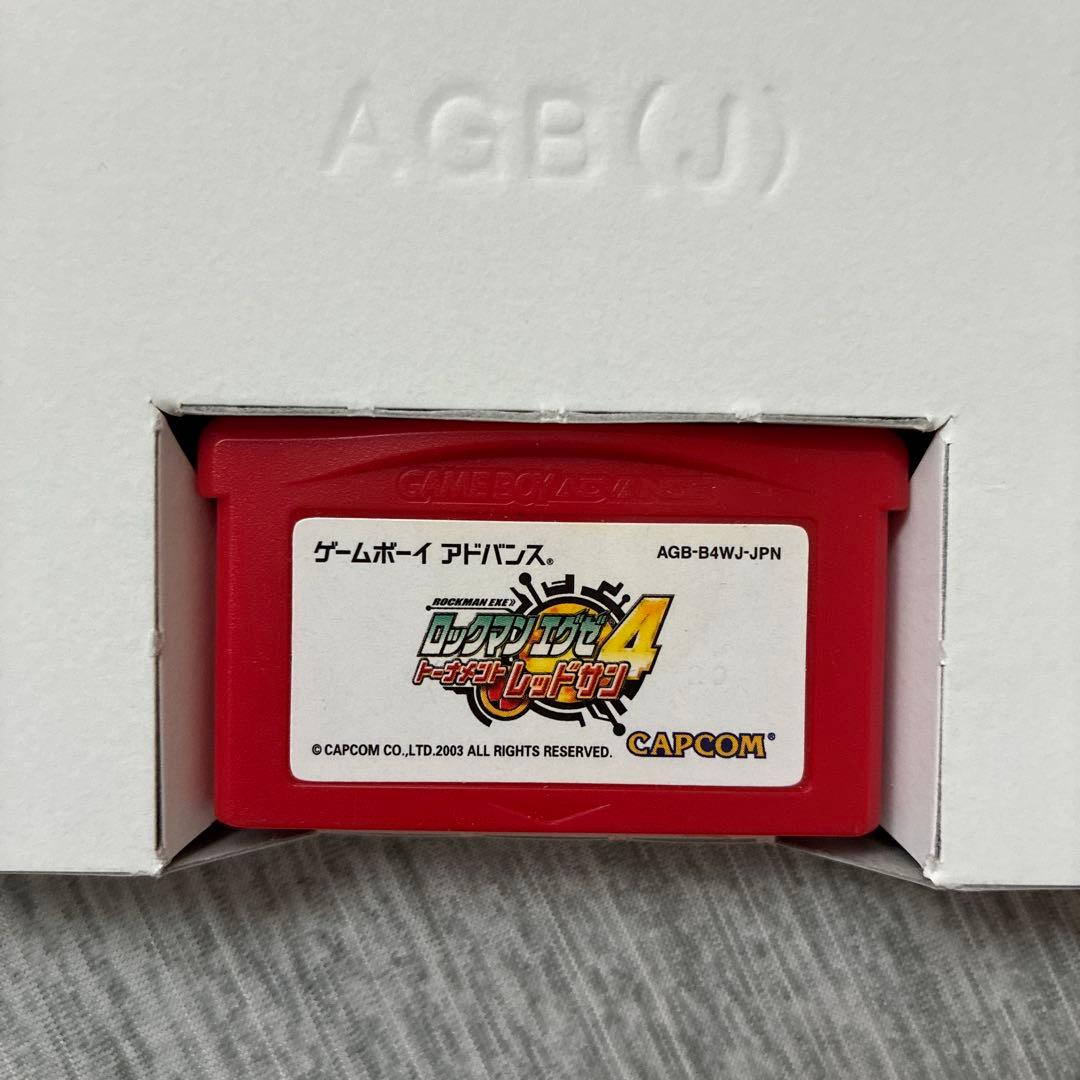 AGB(J)
GAME BOY ADVANCE
ゲームボーイ アドバンス®
AGB-B4WJ-JPN
ROCKMAN EXE
ロックマンエグゼ4
トーナメント レッドサン
© CAPCOM CO.,LTD.2003 ALL RIGHTS RESERVED.
CAPCOM®